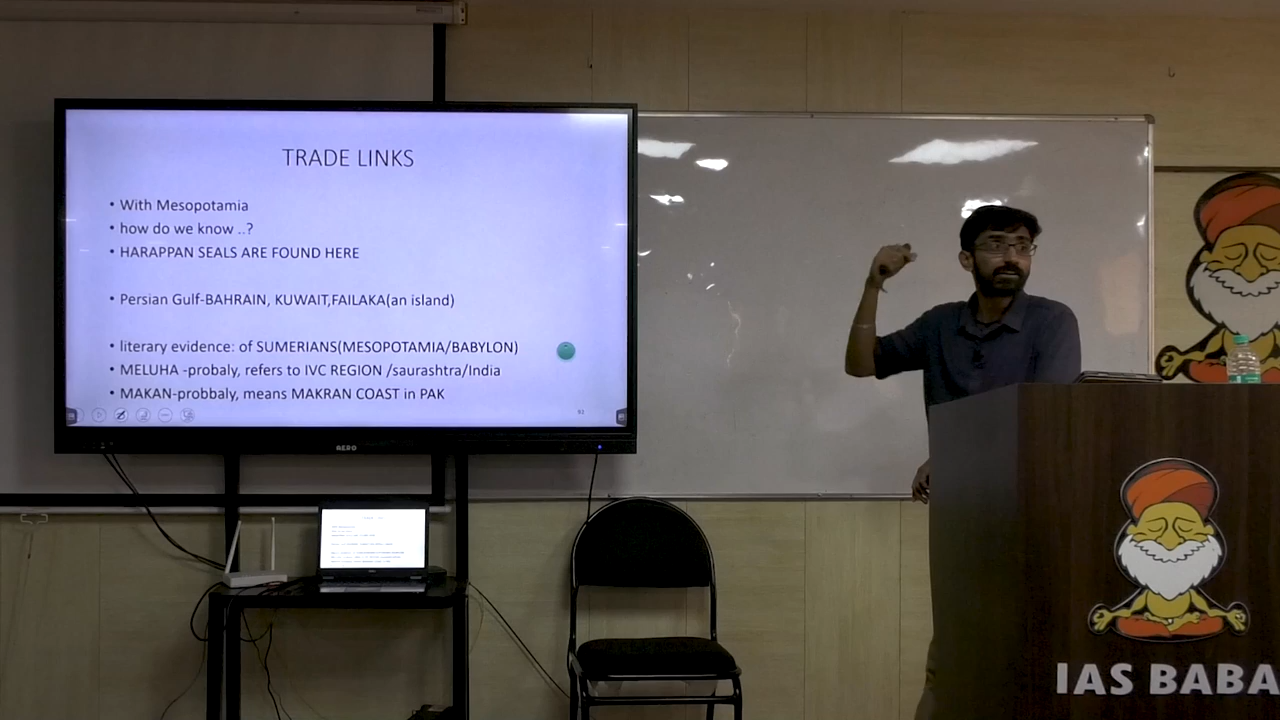 TRADE LINKS
• With Mesopotamia
• how do we know ..?
• HARAPPAN SEALS ARE FOUND HERE
• Persian Gulf-BAHRAIN, KUWAIT,FAILAKA(an island)
• literary evidence: of SUMERIANS(MESOPOTAMIA/BABYLON)
• MELUHA -probaly, refers to IVC REGION /saurashtra/India
• MAKAN-probbaly, means MAKRAN COAST in PAK
AERO
IAS BABA